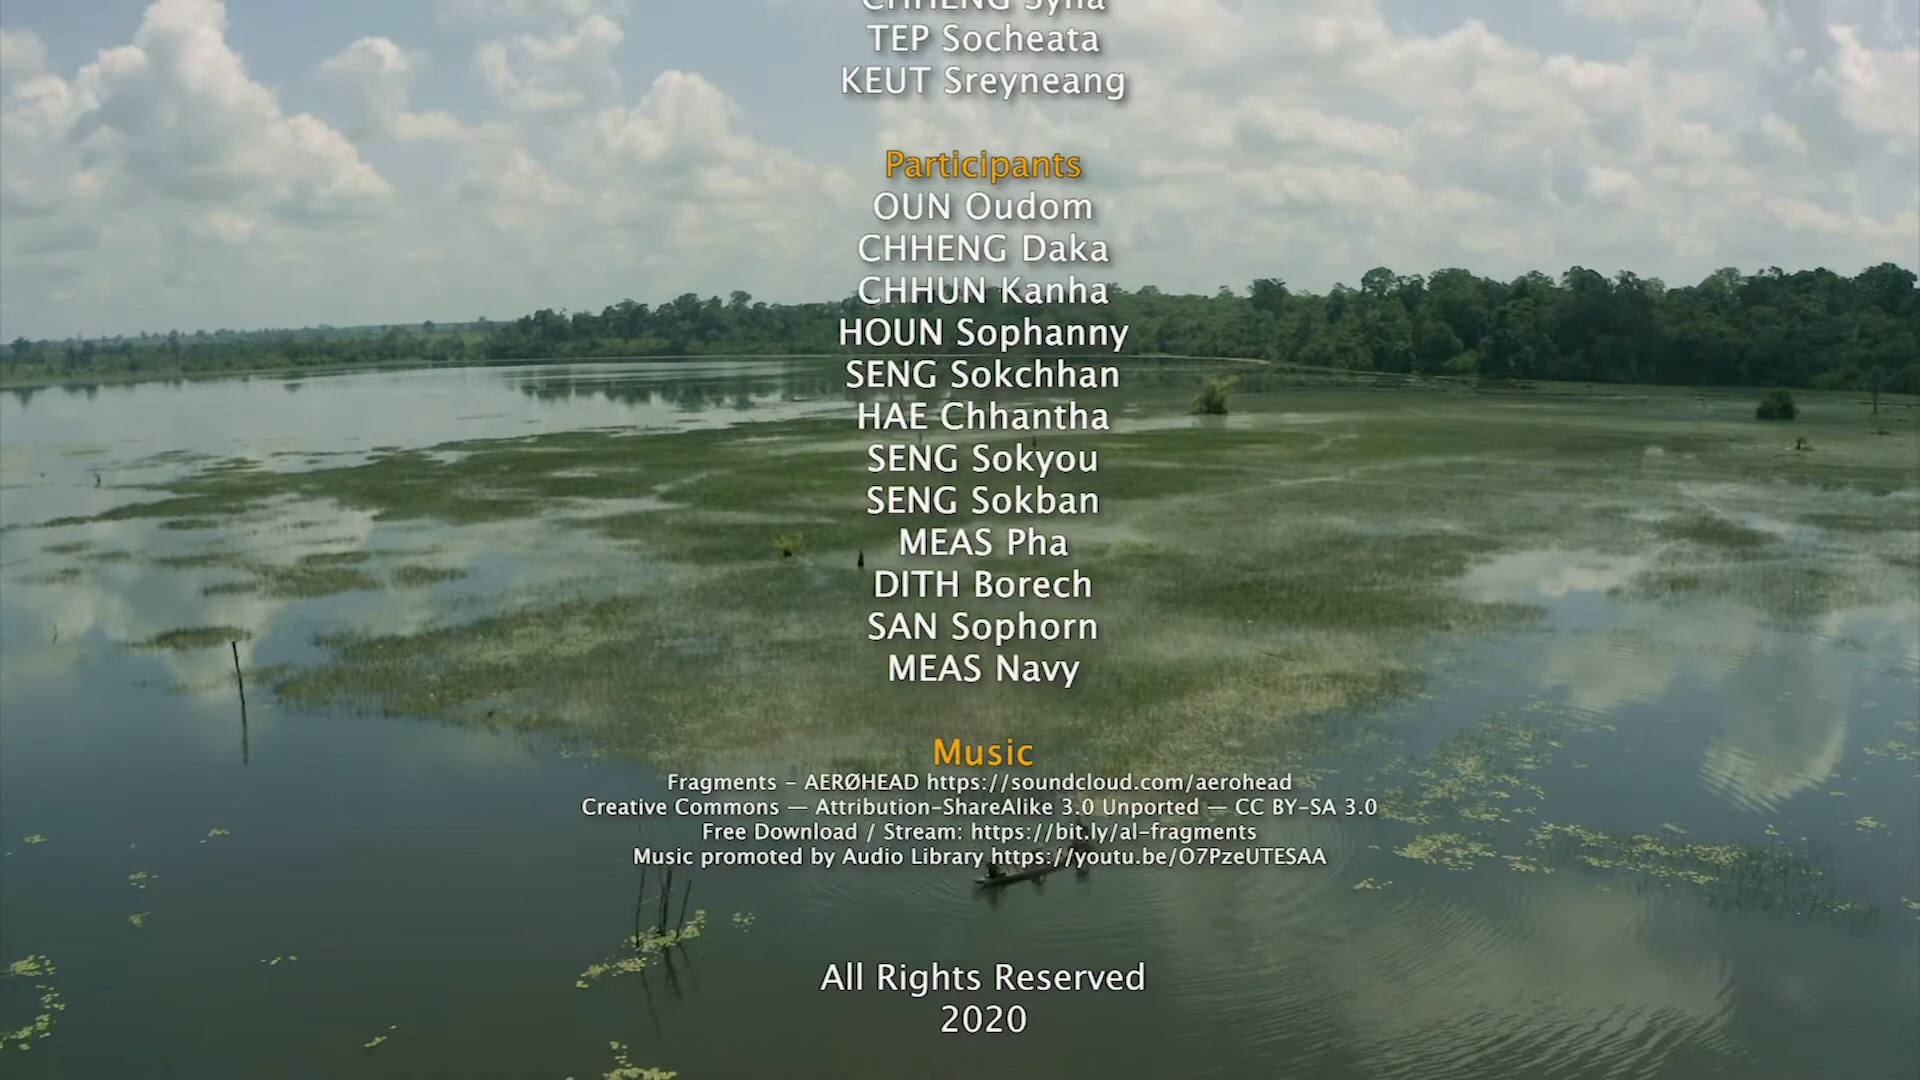 CHHENG Syna
TEP Socheata
KEUT Sreyneang
Participants
OUN Oudom
CHHENG Daka
CHHUN Kanha
HOUN Sophanny
SENG Sokchhan
HAE Chhantha
SENG Sokyou
SENG Sokban
MEAS Pha
DITH Borech
SAN Sophorn
MEAS Navy
Music
Fragments – AERØHEAD https://soundcloud.com/aerohead
Creative Commons — Attribution-ShareAlike 3.0 Unported — CC BY-SA 3.0
Free Download / Stream: https://bit.ly/al-fragments
Music promoted by Audio Library https://youtu.be/O7PzeUTESAA
All Rights Reserved
2020